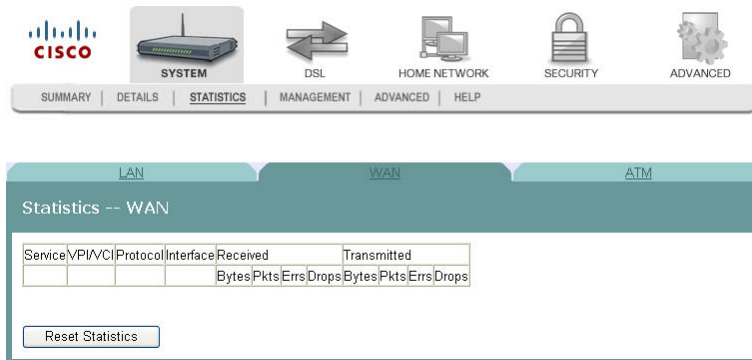 CISCO
SYSTEM DSL HOME NETWORK SECURITY ADVANCED
SUMMARY | DETAILS | STATISTICS | MANAGEMENT | ADVANCED | HELP
LAN WAN ATM
Statistics -- WAN
Service VPI/VCI Protocol Interface Received Transmitted
Bytes Pkts Errs Drops Bytes Pkts Errs Drops
Reset Statistics